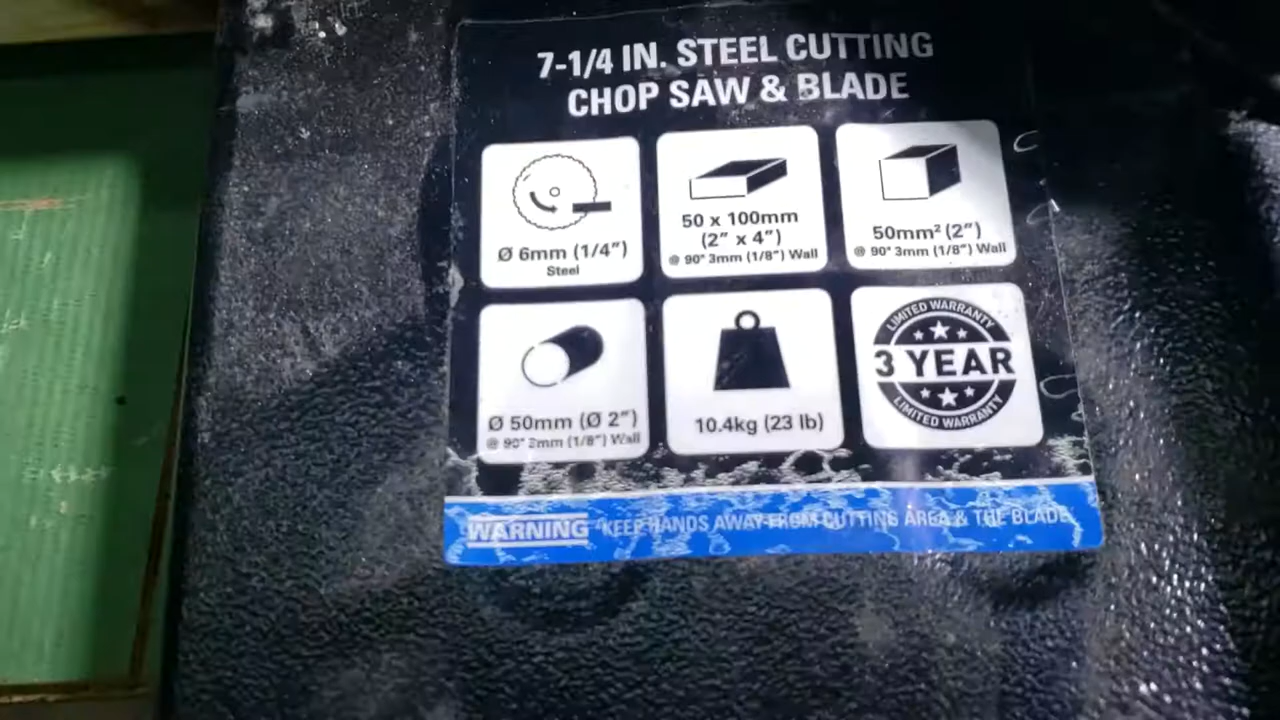 7-1/4 IN. STEEL CUTTING
CHOP SAW & BLADE
Ø 6mm (1/4")
Steel
50 x 100mm
(2" x 4")
@ 90° 3mm (1/8") Wall
50mm² (2")
@ 90° 3mm (1/8") Wall
Ø 50mm (Ø 2")
@ 90° 3mm (1/8") Wall
10.4kg (23 lb)
LIMITED WARRANTY
3 YEAR
LIMITED WARRANTY
WARNING *KEEP HANDS AWAY FROM CUTTING AREA & THE BLADE